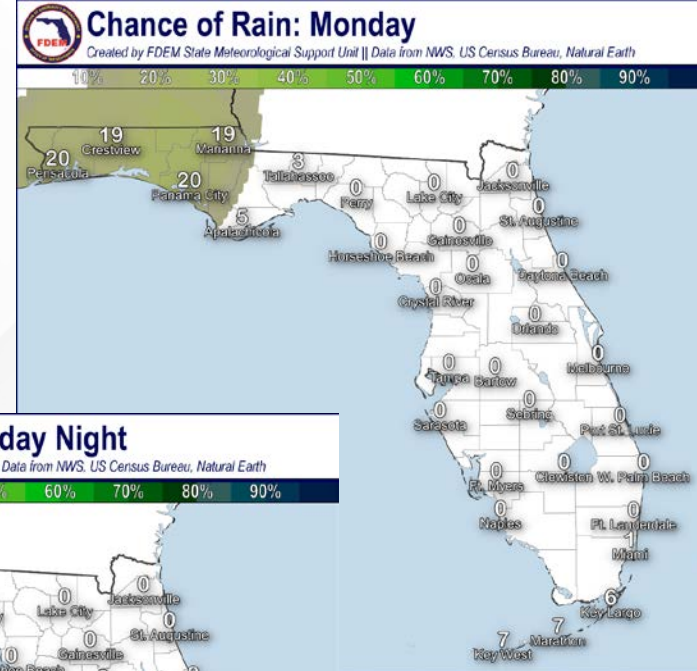 FDEM
Chance of Rain: Monday
Created by FDEM State Meteorological Support Unit || Data from NWS, US Census Bureau, Natural Earth
10% 20% 30% 40% 50% 60% 70% 80% 90%
19
Crestview
19
Marianna
20
Pensacola
20
Panama City
3
Tallahassee
5
Apalachicola
0
Perry
0
Lake City
0
Jacksonville
0
St. Augustine
0
Gainesville
0
Horseshoe Beach
0
Ocala
0
Daytona Beach
0
Crystal River
0
Orlando
0
Melbourne
0
Tampa
0
Bartow
0
Sebring
0
Sarasota
0
Port St. Lucie
0
Ft. Myers
0
Clewiston
0
W. Palm Beach
0
Naples
0
Ft. Lauderdale
1
Miami
6
Key Largo
7
Marathon
7
Key West
day Night
Data from NWS, US Census Bureau, Natural Earth
60% 70% 80% 90%
0
Lake City
0
Jacksonville
0
St. Augustine
0
Gainesville
0